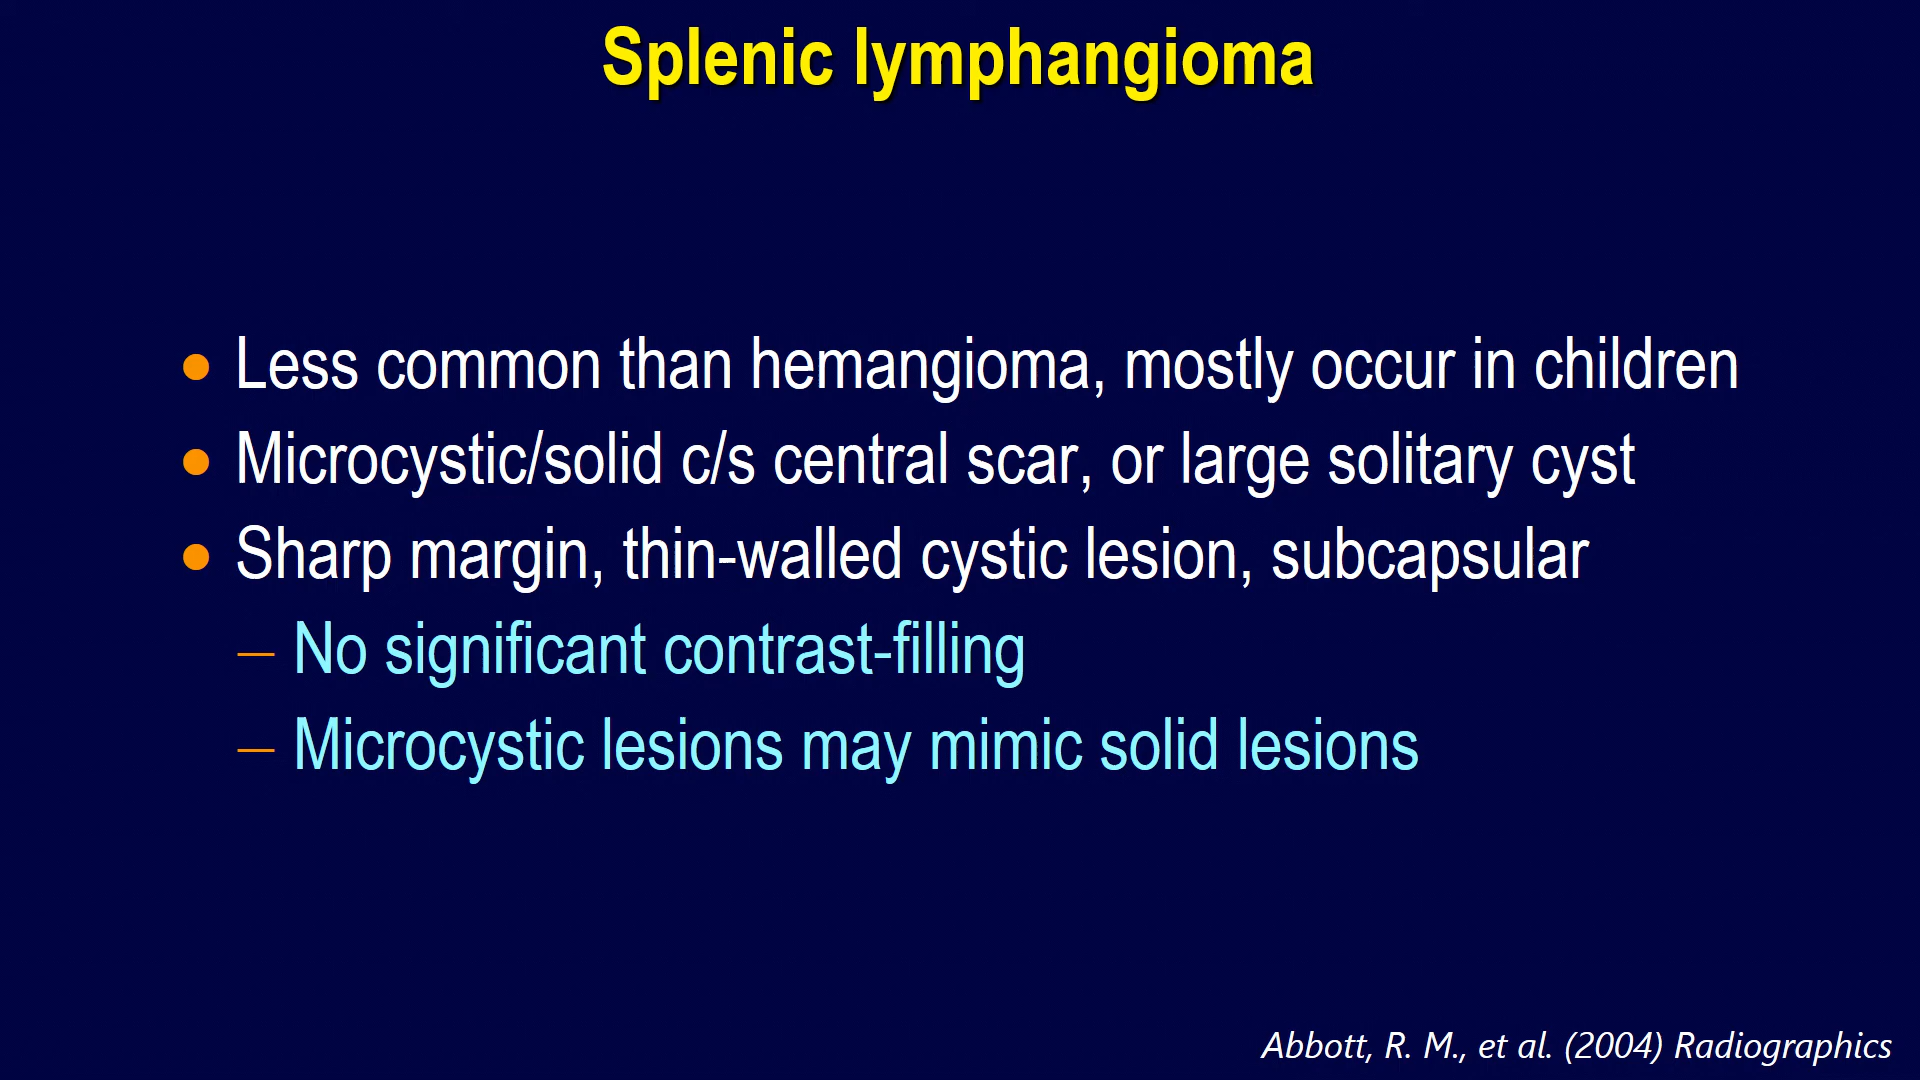 Splenic lymphangioma
• Less common than hemangioma, mostly occur in children
• Microcystic/solid c/s central scar, or large solitary cyst
• Sharp margin, thin-walled cystic lesion, subcapsular
– No significant contrast-filling
– Microcystic lesions may mimic solid lesions
Abbott, R. M., et al. (2004) Radiographics